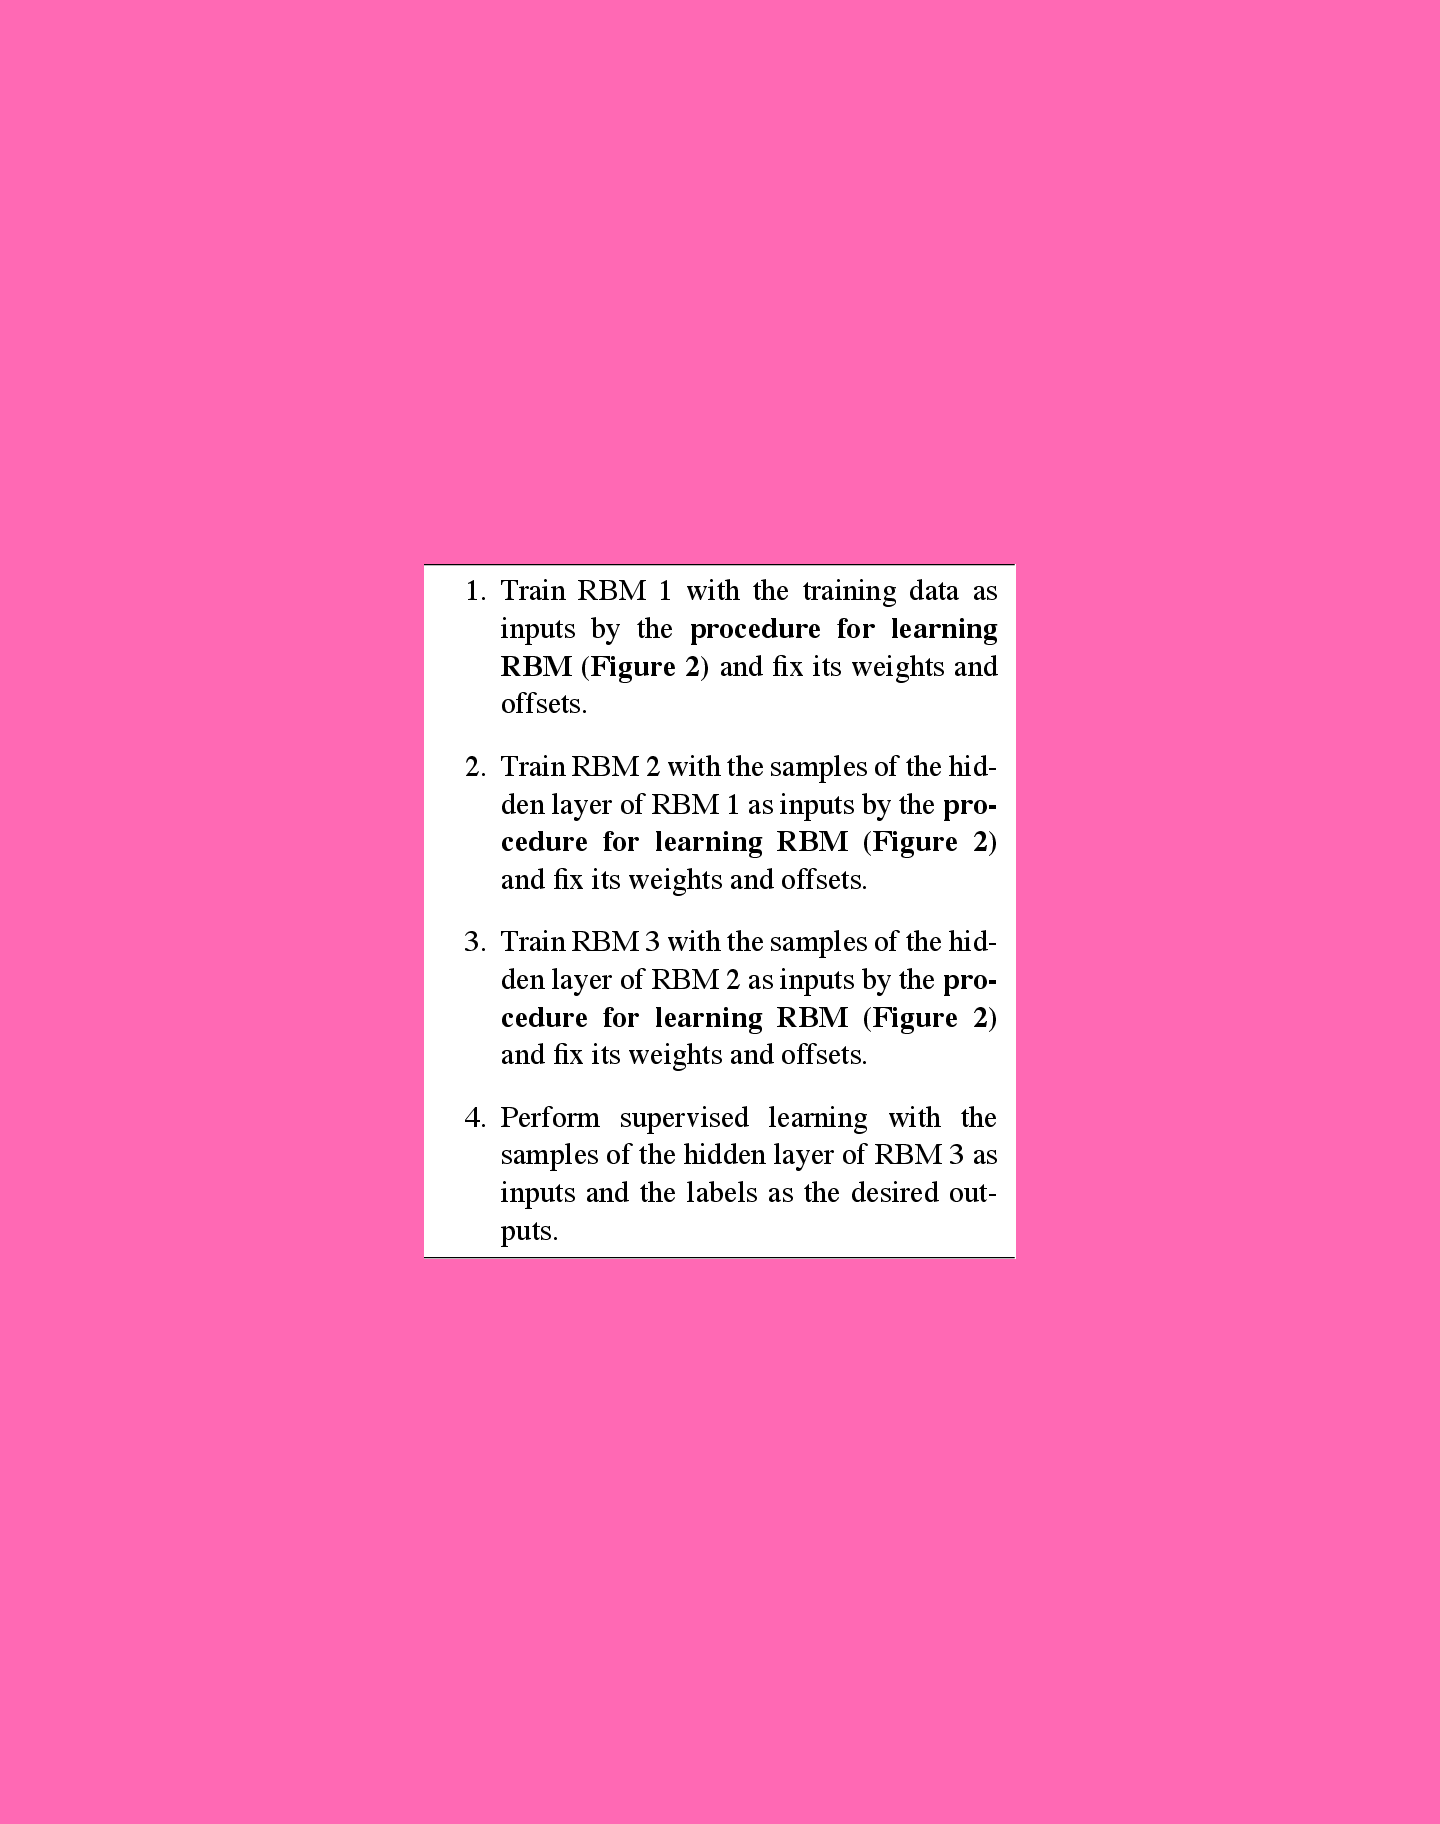 1. Train RBM 1 with the training data as
inputs by the procedure for learning
RBM (Figure 2) and fix its weights and
offsets.
2. Train RBM 2 with the samples of the hid-
den layer of RBM 1 as inputs by the pro-
cedure for learning RBM (Figure 2)
and fix its weights and offsets.
3. Train RBM 3 with the samples of the hid-
den layer of RBM 2 as inputs by the pro-
cedure for learning RBM (Figure 2)
and fix its weights and offsets.
4. Perform supervised learning with the
samples of the hidden layer of RBM 3 as
inputs and the labels as the desired out-
puts.